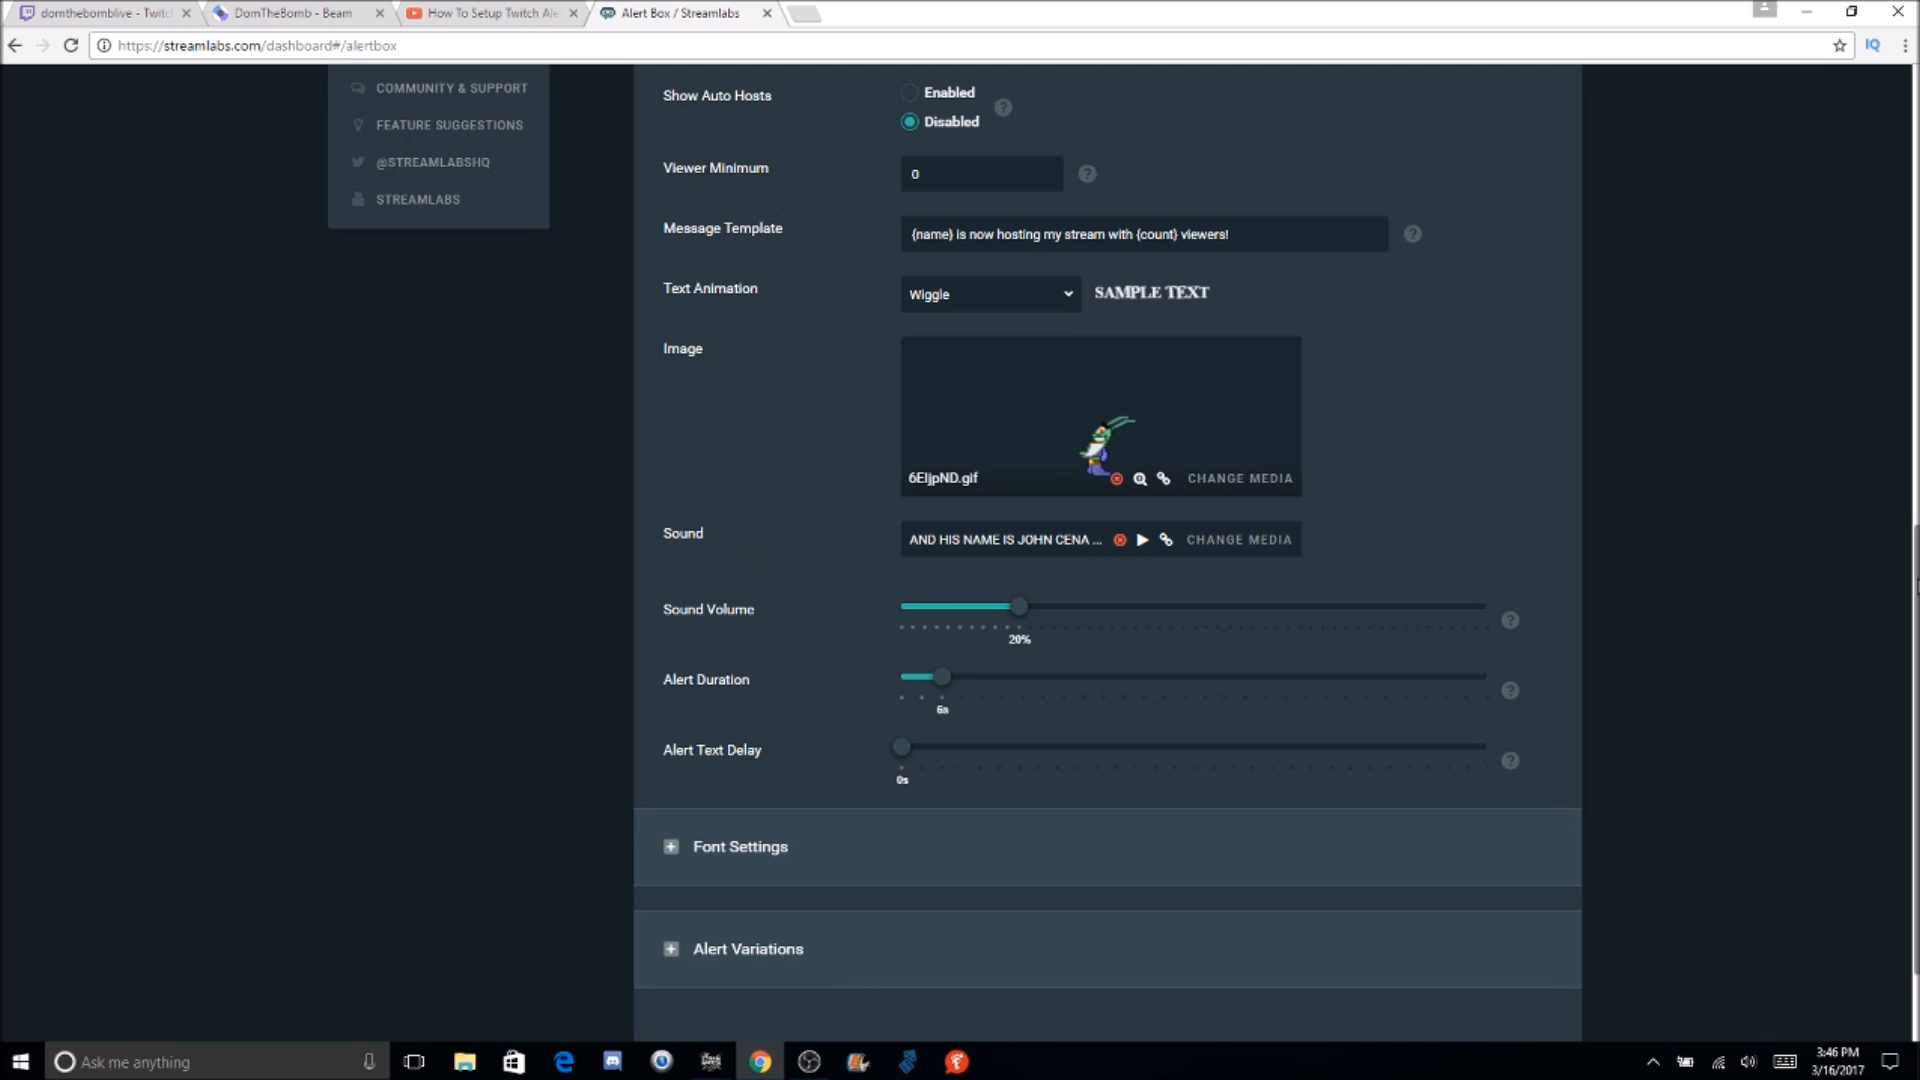 domthebomblive - Twitc
DomTheBomb - Beam
How To Setup Twitch Ale
Alert Box / Streamlabs
https://streamlabs.com/dashboard#/alertbox
IQ
COMMUNITY & SUPPORT
FEATURE SUGGESTIONS
@STREAMLABSHQ
STREAMLABS
Show Auto Hosts
Enabled
Disabled
?
Viewer Minimum
0
?
Message Template
{name} is now hosting my stream with {count} viewers!
?
Text Animation
Wiggle
SAMPLE TEXT
Image
6EljpND.gif
CHANGE MEDIA
Sound
AND HIS NAME IS JOHN CENA ...
CHANGE MEDIA
Sound Volume
20%
?
Alert Duration
6s
?
Alert Text Delay
0s
?
Font Settings
Alert Variations
Ask me anything
3:46 PM
3/16/2017